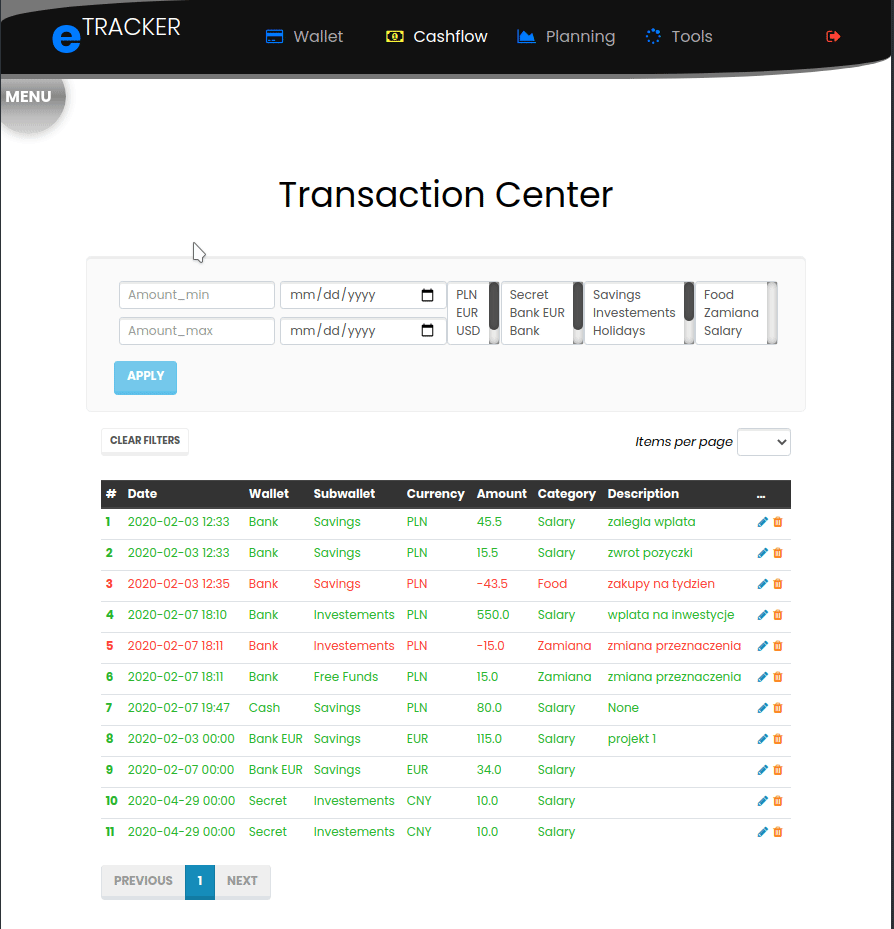 e TRACKER Wallet Cashflow Planning Tools
MENU
Transaction Center
Amount_min mm/dd/yyyy PLN Secret Savings Food
EUR Bank EUR Investements Zamiana
Amount_max mm/dd/yyyy USD Bank Holidays Salary
APPLY
CLEAR FILTERS Items per page
# Date Wallet Subwallet Currency Amount Category Description ...
1 2020-02-03 12:33 Bank Savings PLN 45.5 Salary zalegla wplata
2 2020-02-03 12:33 Bank Savings PLN 15.5 Salary zwrot pozyczki
3 2020-02-03 12:35 Bank Savings PLN -43.5 Food zakupy na tydzien
4 2020-02-07 18:10 Bank Investements PLN 550.0 Salary wplata na inwestycje
5 2020-02-07 18:11 Bank Investements PLN -15.0 Zamiana zmiana przeznaczenia
6 2020-02-07 18:11 Bank Free Funds PLN 15.0 Zamiana zmiana przeznaczenia
7 2020-02-07 19:47 Cash Savings PLN 80.0 Salary None
8 2020-02-03 00:00 Bank EUR Savings EUR 115.0 Salary projekt 1
9 2020-02-07 00:00 Bank EUR Savings EUR 34.0 Salary
10 2020-04-29 00:00 Secret Investements CNY 10.0 Salary
11 2020-04-29 00:00 Secret Investements CNY 10.0 Salary
PREVIOUS 1 NEXT